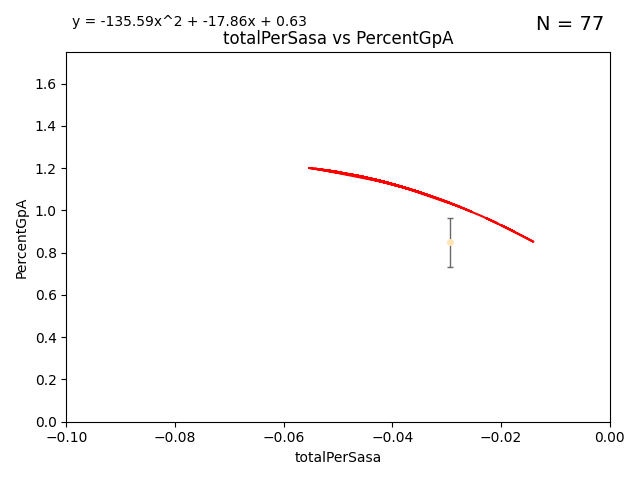 y = -135.59x^2 + -17.86x + 0.63
N = 77
totalPerSasa vs PercentGpA
PercentGpA
1.6
1.4
1.2
1.0
0.8
0.6
0.4
0.2
0.0
−0.10 −0.08 −0.06 −0.04 −0.02 0.00
totalPerSasa